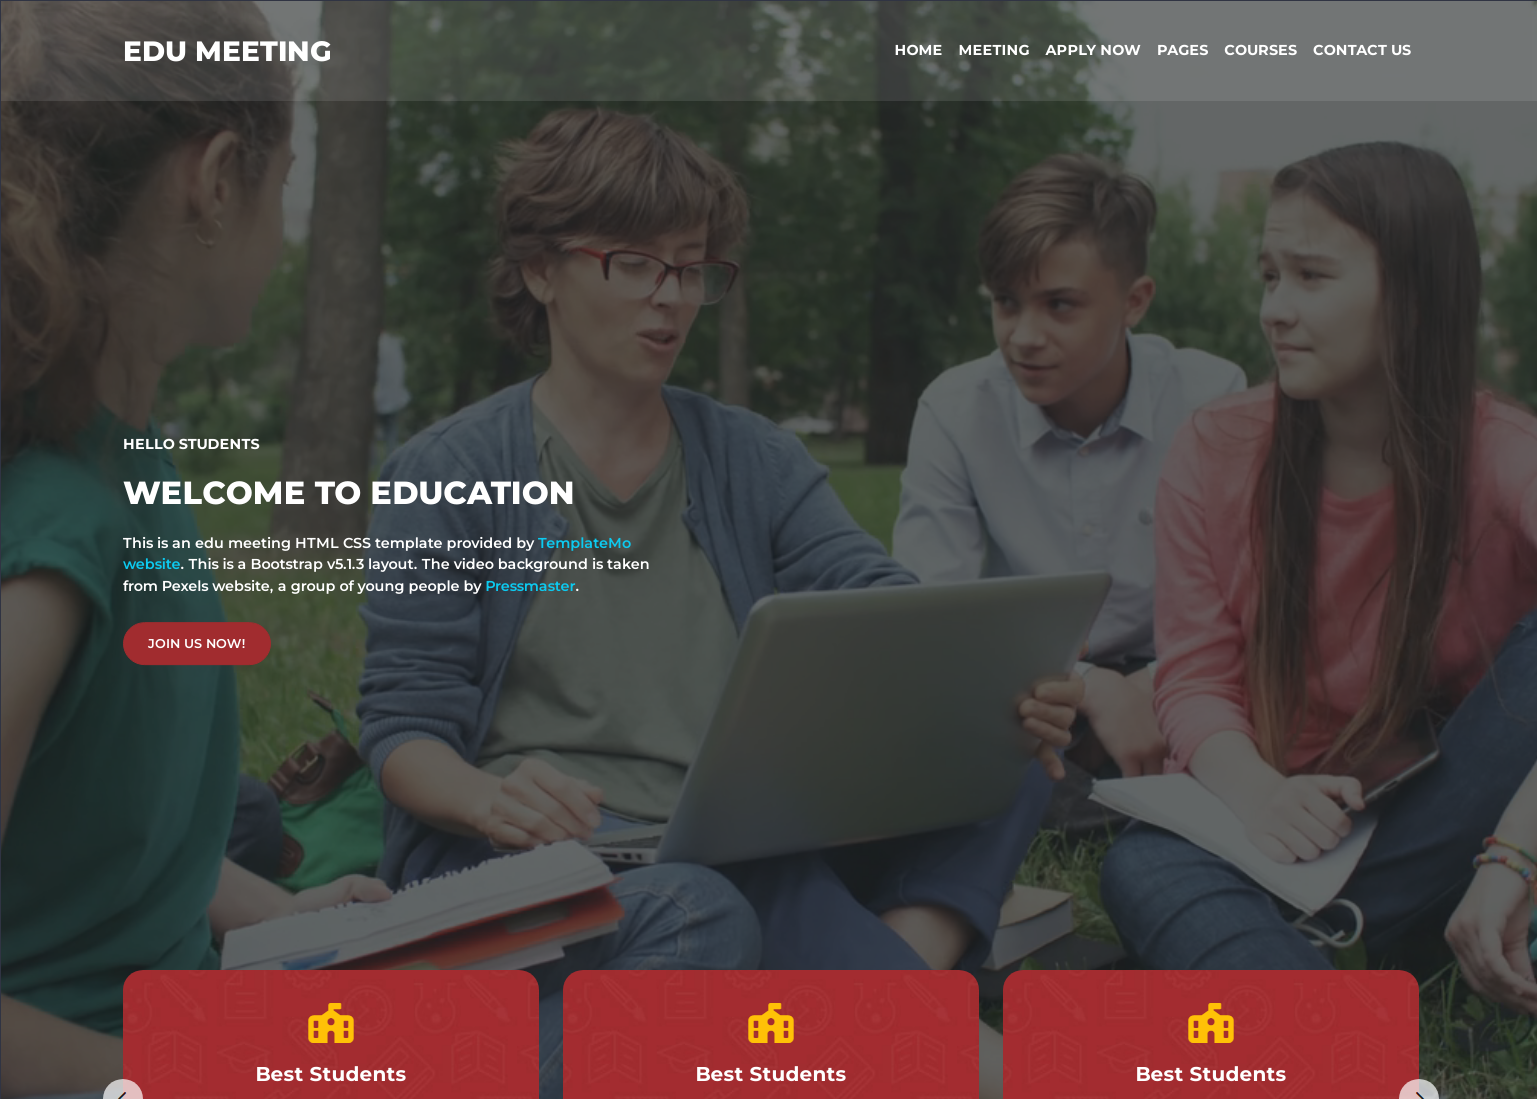 EDU MEETING
HOME MEETING APPLY NOW PAGES COURSES CONTACT US
HELLO STUDENTS
WELCOME TO EDUCATION
This is an edu meeting HTML CSS template provided by TemplateMo
website. This is a Bootstrap v5.1.3 layout. The video background is taken
from Pexels website, a group of young people by Pressmaster.
JOIN US NOW!
Best Students
Best Students
Best Students